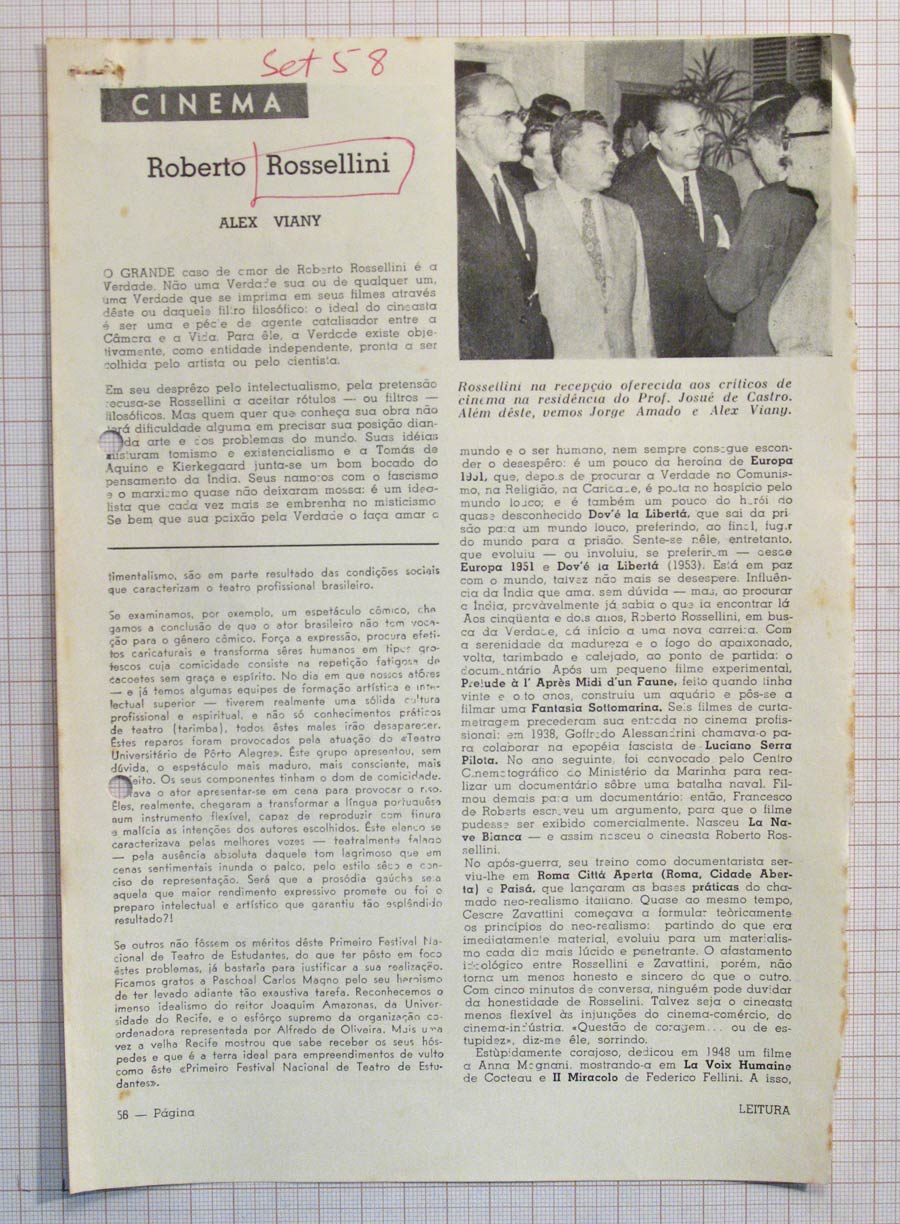 Set 58
CINEMA
Roberto Rossellini
ALEX VIANY
O GRANDE caso de amor de Roberto Rossellini é a
Verdade. Não uma Verdade sua ou de qualquer um,
uma Verdade que se imprima em seus filmes através
dêste ou daquele filtro filosófico: o ideal do cineasta
é ser uma espécie de agente catalisador entre a
Câmera e a Vida. Para êle, a Verdade existe obje-
tivamente, como entidade independente, pronta a ser
colhida pelo artista ou pelo cientista.
Em seu desprêzo pelo intelectualismo, pela pretensão
recusa-se Rossellini a aceitar rótulos — ou filtros —
filosóficos. Mas quem quer que conheça sua obra não
terá dificuldade alguma em precisar sua posição dian-
da arte e dos problemas do mundo. Suas idéias
misturam tomismo e existencialismo e a Tomás de
Aquino e Kierkegaard junta-se um bom bocado do
pensamento da Índia. Seus namoros com o fascismo
e o marxismo quase não deixaram mossa: é um idea-
lista que cada vez mais se embrenha no misticismo
Se bem que sua paixão pela Verdade o faça amar o
Rossellini na recepção oferecida aos críticos de
cinema na residência do Prof. Josué de Castro.
Além dêste, vemos Jorge Amado e Alex Viany.
mundo e o ser humano, nem sempre consegue escon-
der o desespêro: é um pouco da heroína de Europa
1951, que, depois de procurar a Verdade no Comunis-
mo, na Religião, na Caridade, é posta no hospício pelo
mundo louco; e é também um pouco do herói do
quase desconhecido Dov'é la Libertá, que sai da pri
são para um mundo louco, preferindo, ao final, fugir
do mundo para a prisão. Sente-se nêle, entretanto,
que evoluiu — ou involuiu, se preferirem — desse
Europa 1951 e Dov'é la Libertá (1953). Está em paz
com o mundo, talvez não mais se desespere. Influên-
cia da Índia que ama, sem dúvida — mas, ao procurar
a Índia, provàvelmente já sabia o que ia encontrar lá
Aos cinqüenta e dois anos, Roberto Rossellini, em bus-
ca da Verdade, dá início a uma nova carreira. Com
a serenidade da madureza e o fogo do apaixonado,
volta, tarimbado e calejado, ao ponto de partida: o
documentário Após um pequeno filme experimental,
Prelude à l' Après Midi d'un Faune, feito quando tinha
vinte e oito anos, construiu um aquário e pôs-se a
filmar uma Fantasia Sottomarina. Seis filmes de curta-
metragem precederam sua entrada no cinema profis-
sional: em 1938, Goffredo Alessandrini chamava-o pa-
ra colaborar na epopéia fascista de Luciano Serra
Pilota. No ano seguinte, foi convocado pelo Centro
Cinematográfico do Ministério da Marinha para rea-
lizar um documentário sôbre uma batalha naval. Fil-
mou demais para um documentário: então, Francesco
de Roberts escreveu um argumento, para que o filme
pudesse ser exibido comercialmente. Nasceu La Na-
ve Bianca — e assim nasceu o cineasta Roberto Ros-
sellini.
No após-guerra, seu treino como documentarista ser-
viu-lhe em Roma Cittá Aperta (Roma, Cidade Aber-
ta) e Paisá, que lançaram as bases práticas do cha-
mado neo-realismo italiano. Quase ao mesmo tempo,
Cesare Zavattini começava a formular teòricamente
os princípios do neo-realismo: partindo do que era
imediatamente material, evoluiu para um materialis-
mo cada dia mais lúcido e penetrante. O afastamento
ideológico entre Rossellini e Zavattini, porém, não
torna um menos honesto e sincero do que o outro.
Com cinco minutos de conversa, ninguém pode duvidar
da honestidade de Rosselini. Talvez seja o cineasta
menos flexível às injunções do cinema-comércio, do
cinema-indústria. «Questão de coragem... ou de es-
tupidez», diz-me êle, sorrindo.
Estùpidamente corajoso, dedicou em 1948 um filme
a Anna Magnani, mostrando-a em La Voix Humaine
de Cocteau e Il Miracolo de Federico Fellini. A isso,
timentalismo, são em parte resultado das condições sociais
que caracterizam o teatro profissional brasileiro.
Se examinamos, por exemplo, um espetáculo cômico, che
gamos a conclusão de que o ator brasileiro não tem voca-
ção para o gênero cômico. Força a expressão, procura efeti-
tos caricaturais e transforma sêres humanos em tipos gro-
tescos cuja comicidade consiste na repetição fatigosa de
cacoetes sem graça e espírito. No dia em que nossos atôres
— e já temos algumas equipes de formação artística e inte-
lectual superior — tiverem realmente uma sólida cultura
profissional e espiritual, e não só conhecimentos práticos
de teatro (tarimba), todos êstes males irão desaparecer.
Êstes reparos foram provocados pela atuação do «Teatro
Universitério de Pôrto Alegre». Êste grupo apresentou, sem
dúvida, o espetáculo mais maduro, mais consciente, mais
feito. Os seus componentes tinham o dom de comicidade.
tava o ator apresentar-se em cena para provocar o riso.
Eles, realmente, chegaram a transformar a língua portuguêsa
num instrumento flexível, capaz de reproduzir com finura
e malícia as intenções dos autores escolhidos. Êste elenco se
caracterizava pelas melhores vozes — teatralmente falando
— pela ausência absoluta daquele tom lagrimoso que em
cenas sentimentais inunda o palco, pelo estilo sêco e con-
ciso de representação. Será que a prosódia gaúcha seja
aquela que maior rendimento expressivo promete ou foi o
preparo intelectual e artístico que garantiu tão esplêndido
resultado?!
Se outros não fôssem os méritos dêste Primeiro Festival Na-
cional de Teatro de Estudantes, do que ter pôsto em foco
êstes problemas, já bastaria para justificar a sua realização.
Ficamos gratos a Paschoal Carlos Magno pelo seu heroísmo
de ter levado adiante tão exaustiva tarefa. Reconhecemos o
imenso idealismo do reitor Joaquim Amazonas, da Univer-
sidade do Recife, e o esfôrço supremo da organização co-
ordenadora representada por Alfredo de Oliveira. Mais uma
vez a velha Recife mostrou que sabe receber os seus hós-
pedes e que é a terra ideal para empreendimentos de vulto
como êste «Primeiro Festival Nacional de Teatro de Estu-
dantes».
56 — Página
LEITURA